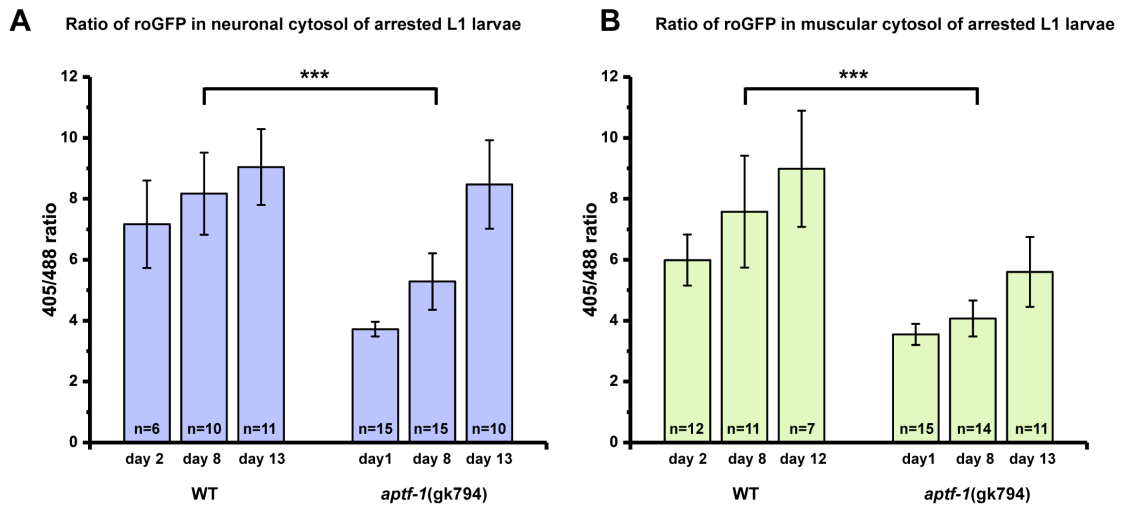 A Ratio of roGFP in neuronal cytosol of arrested L1 larvae
***
12
10
8
6
4
2
0
405/488 ratio
n=6 n=10 n=11 n=15 n=15 n=10
day 2 day 8 day 13 day1 day 8 day 13
WT aptf-1(gk794)
B Ratio of roGFP in muscular cytosol of arrested L1 larvae
***
12
10
8
6
4
2
0
405/488 ratio
n=12 n=11 n=7 n=15 n=14 n=11
day 2 day 8 day 12 day1 day 8 day 13
WT aptf-1(gk794)